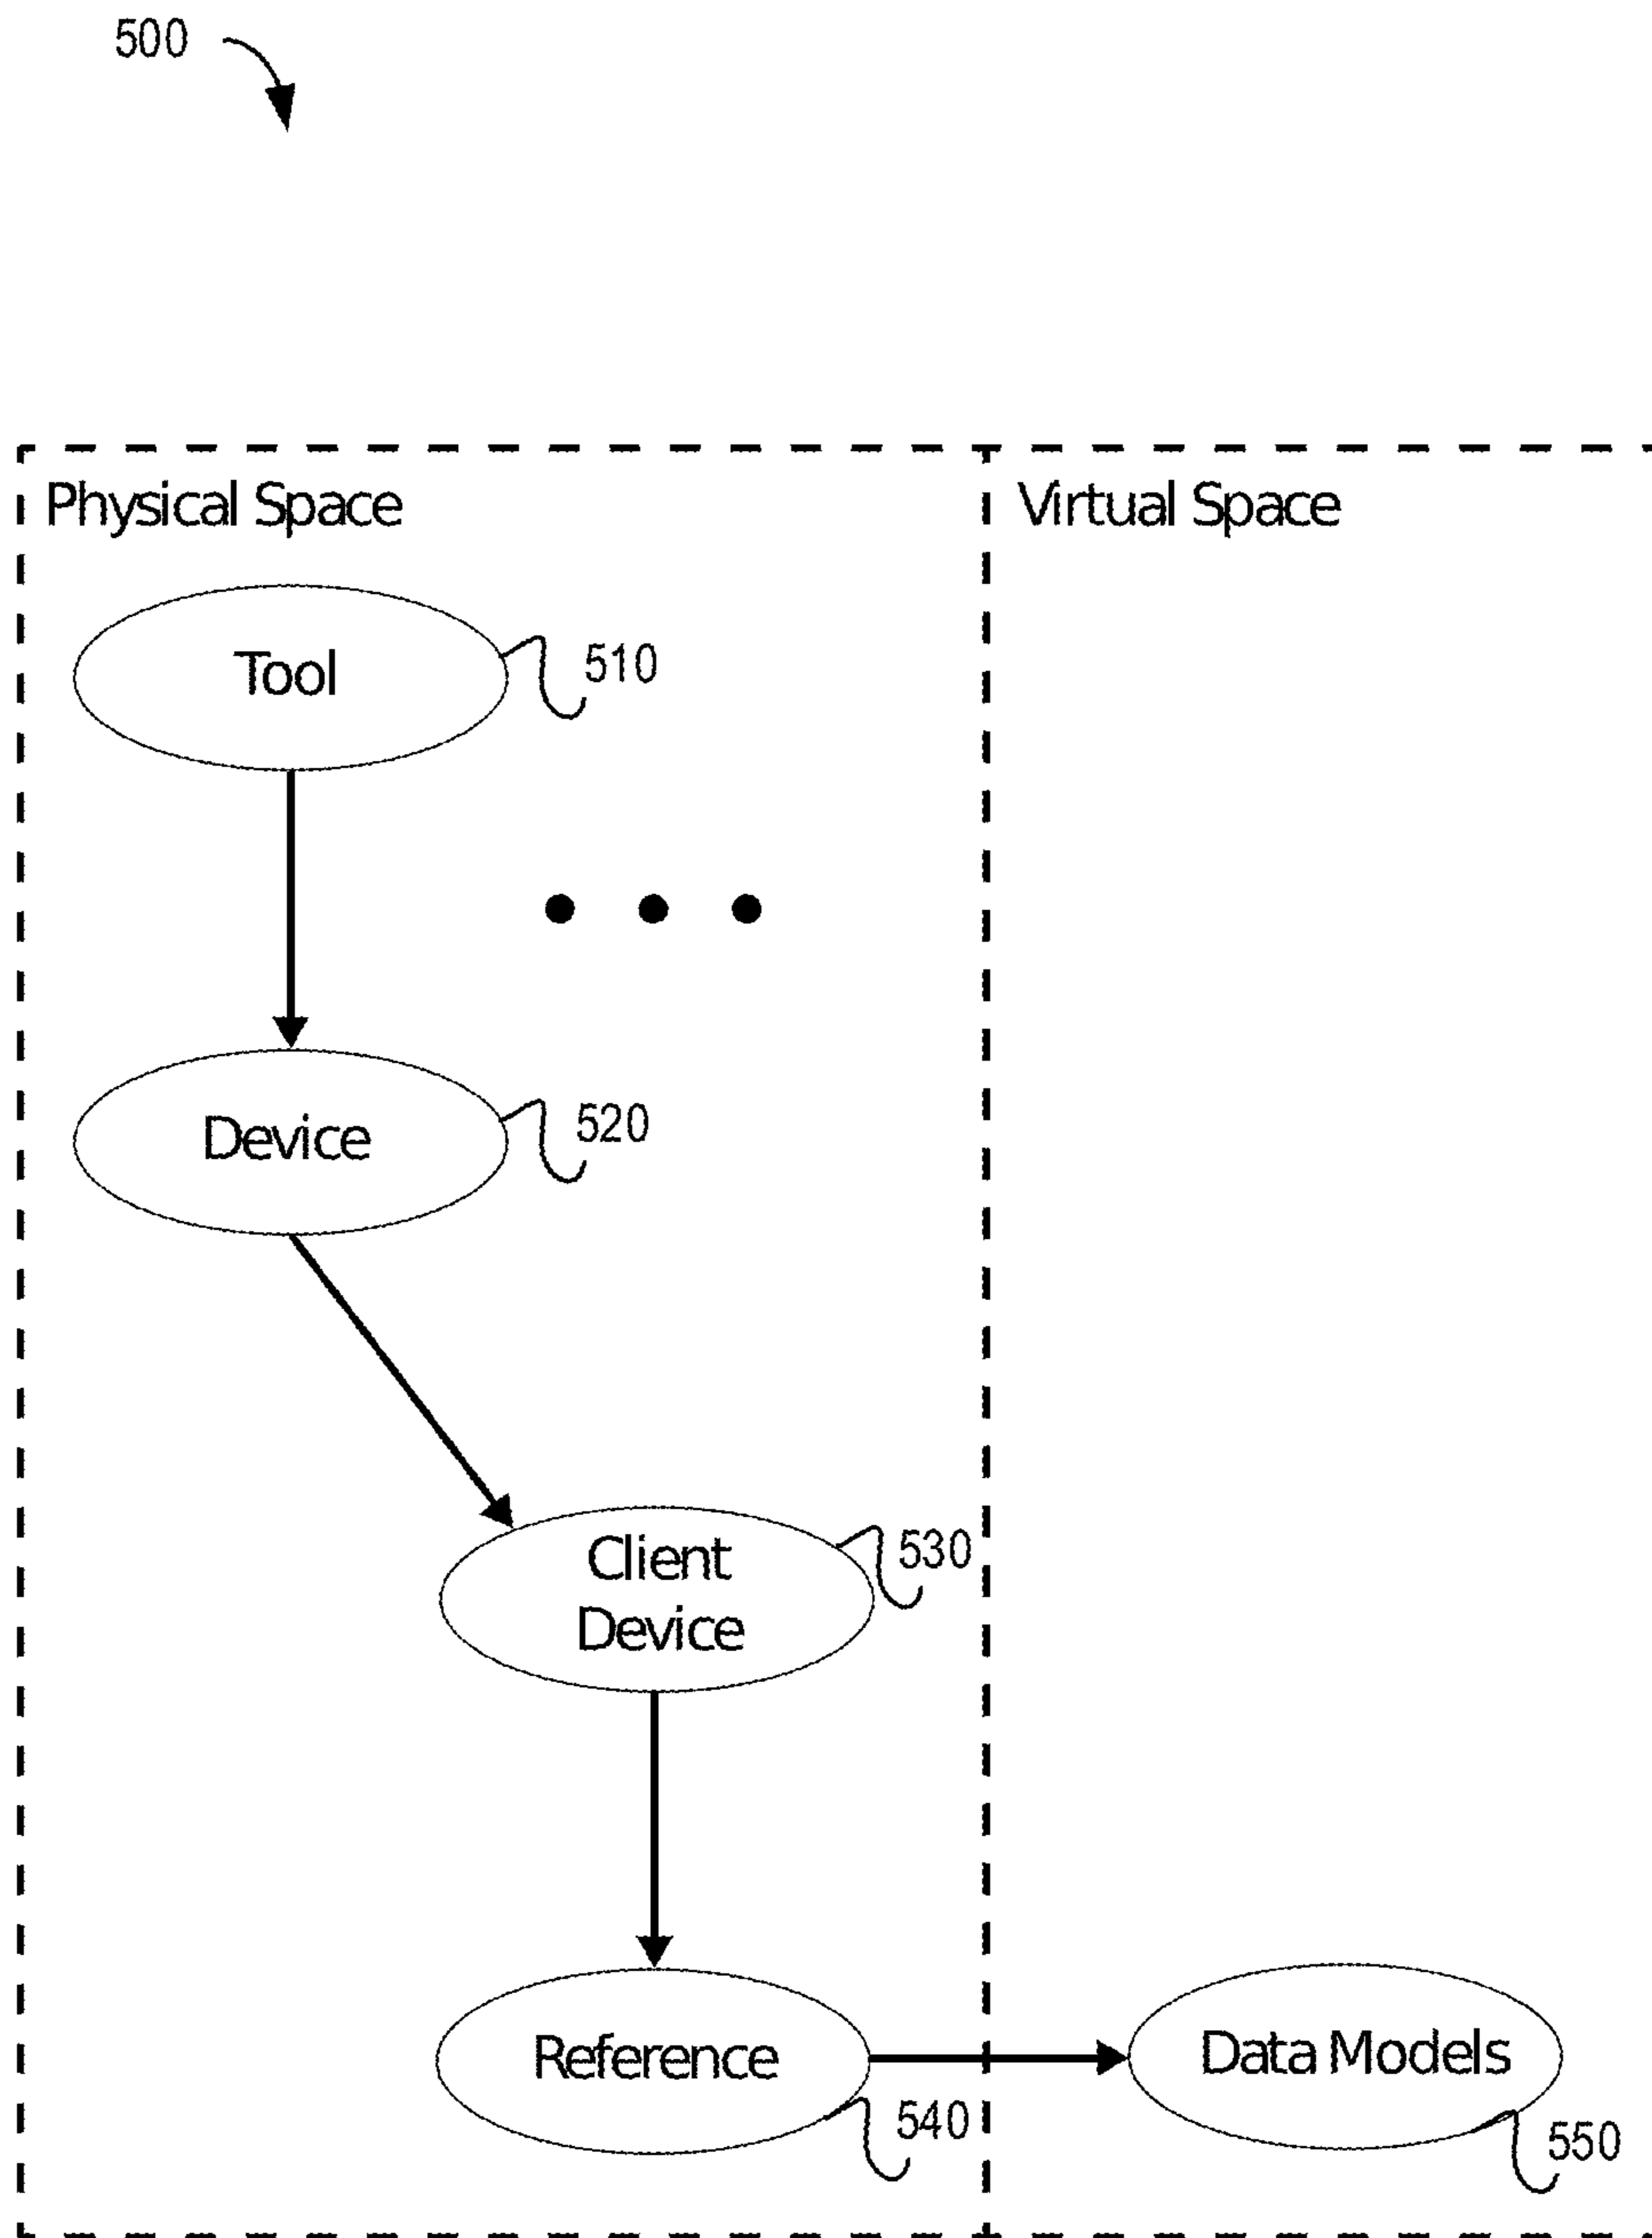 500
Physical Space
Virtual Space
Tool
510
Device
520
Client
Device
530
Reference
540
Data Models
550